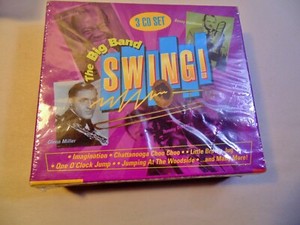 3 CD SET
The Big Band
SWING!
Glenn Miller
• Imagination • Chattanooga Choo Choo • • Little Brown Jug •
• One O'Clock Jump • • Jumping At The Woodside • ...and Many More!